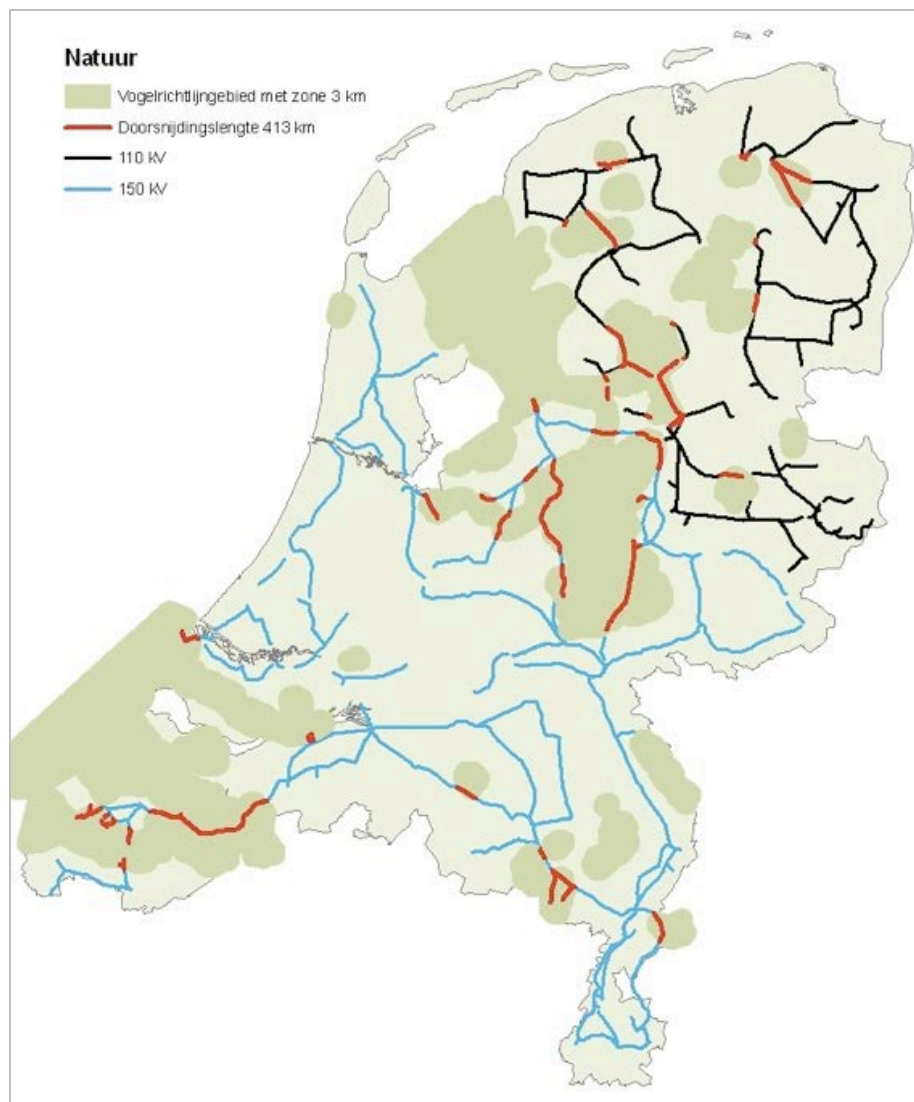 Natuur
Vogelrichtlijngebied met zone 3 km
Doorsnijdingslengte 413 km
110 kV
150 kV